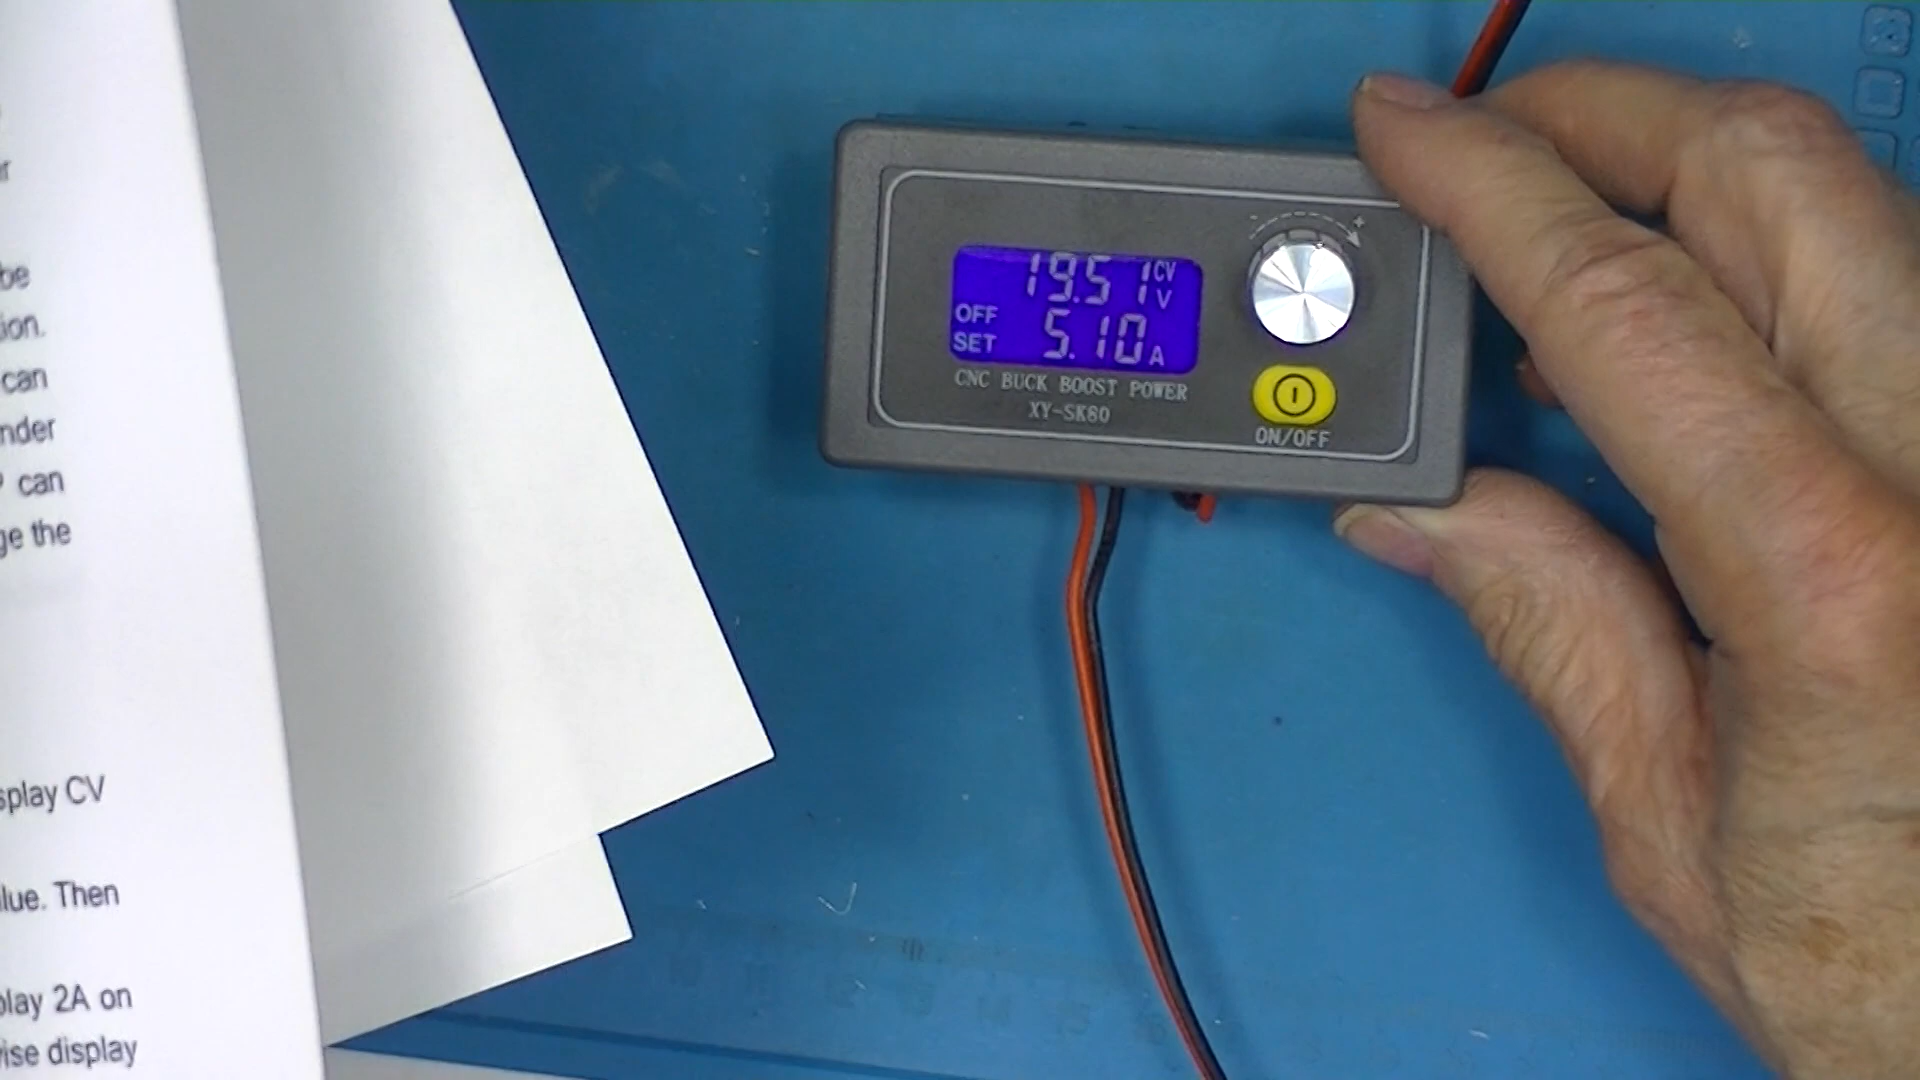 be
ion.
can
nder
can
ge the
splay CV
lue. Then
play 2A on
ise display
19.51 CV
V
OFF
SET 5.10 A
CNC BUCK BOOST POWER
XY-SK80
ON/OFF
- +